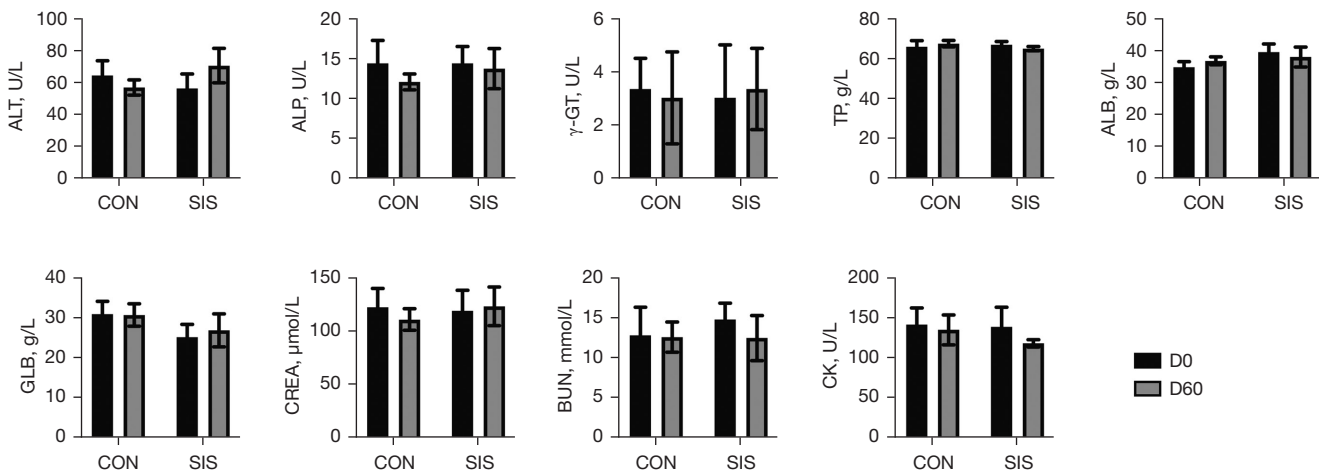 ALT, U/L
100
80
60
40
20
0
CON SIS
ALP, U/L
20
15
10
5
0
CON SIS
γ-GT, U/L
6
4
2
0
CON SIS
TP, g/L
80
60
40
20
0
CON SIS
ALB, g/L
50
40
30
20
10
0
CON SIS
GLB, g/L
40
30
20
10
0
CON SIS
CREA, μmol/L
150
100
50
0
CON SIS
BUN, mmol/L
20
15
10
5
0
CON SIS
CK, U/L
200
150
100
50
0
CON SIS
D0
D60